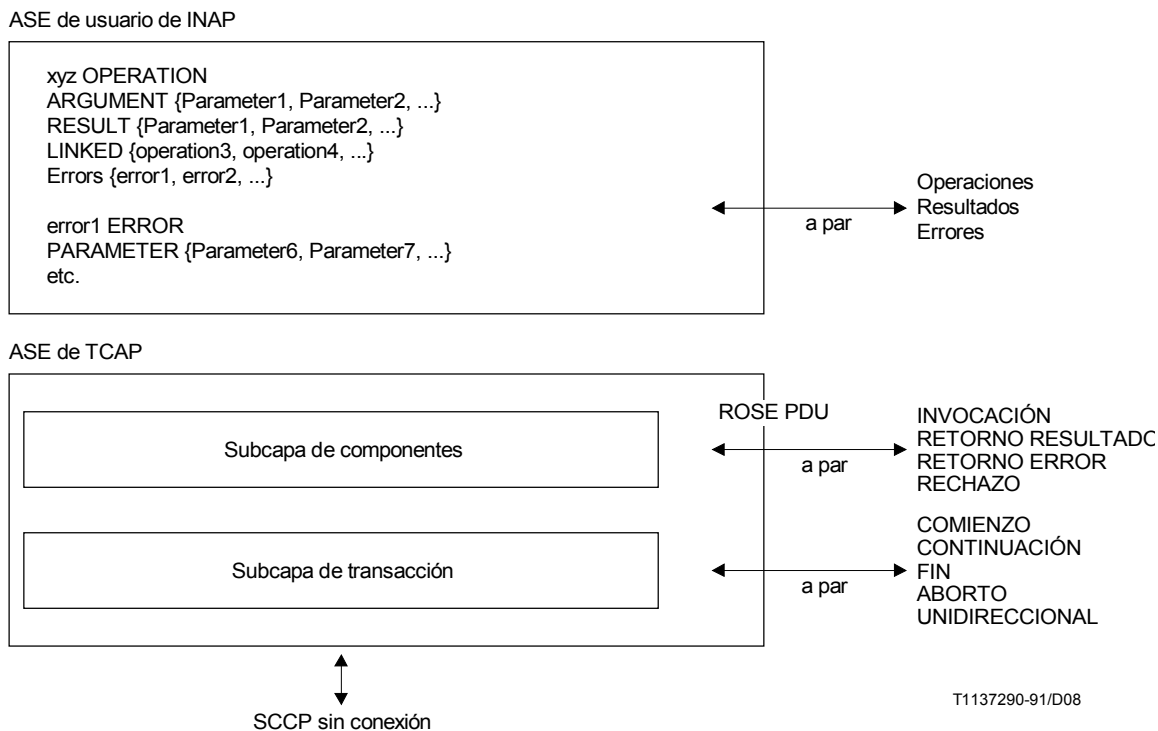 ASE de usuario de INAP
xyz OPERATION
ARGUMENT {Parameter1, Parameter2, ...}
RESULT {Parameter1, Parameter2, ...}
LINKED {operation3, operation4, ...}
Errors {error1, error2, ...}
error1 ERROR
PARAMETER {Parameter6, Parameter7, ...}
etc.
a par
Operaciones
Resultados
Errores
ASE de TCAP
Subcapa de componentes
ROSE PDU
a par
INVOCACIÓN
RETORNO RESULTADO
RETORNO ERROR
RECHAZO
Subcapa de transacción
a par
COMIENZO
CONTINUACIÓN
FIN
ABORTO
UNIDIRECCIONAL
SCCP sin conexión
T1137290-91/D08